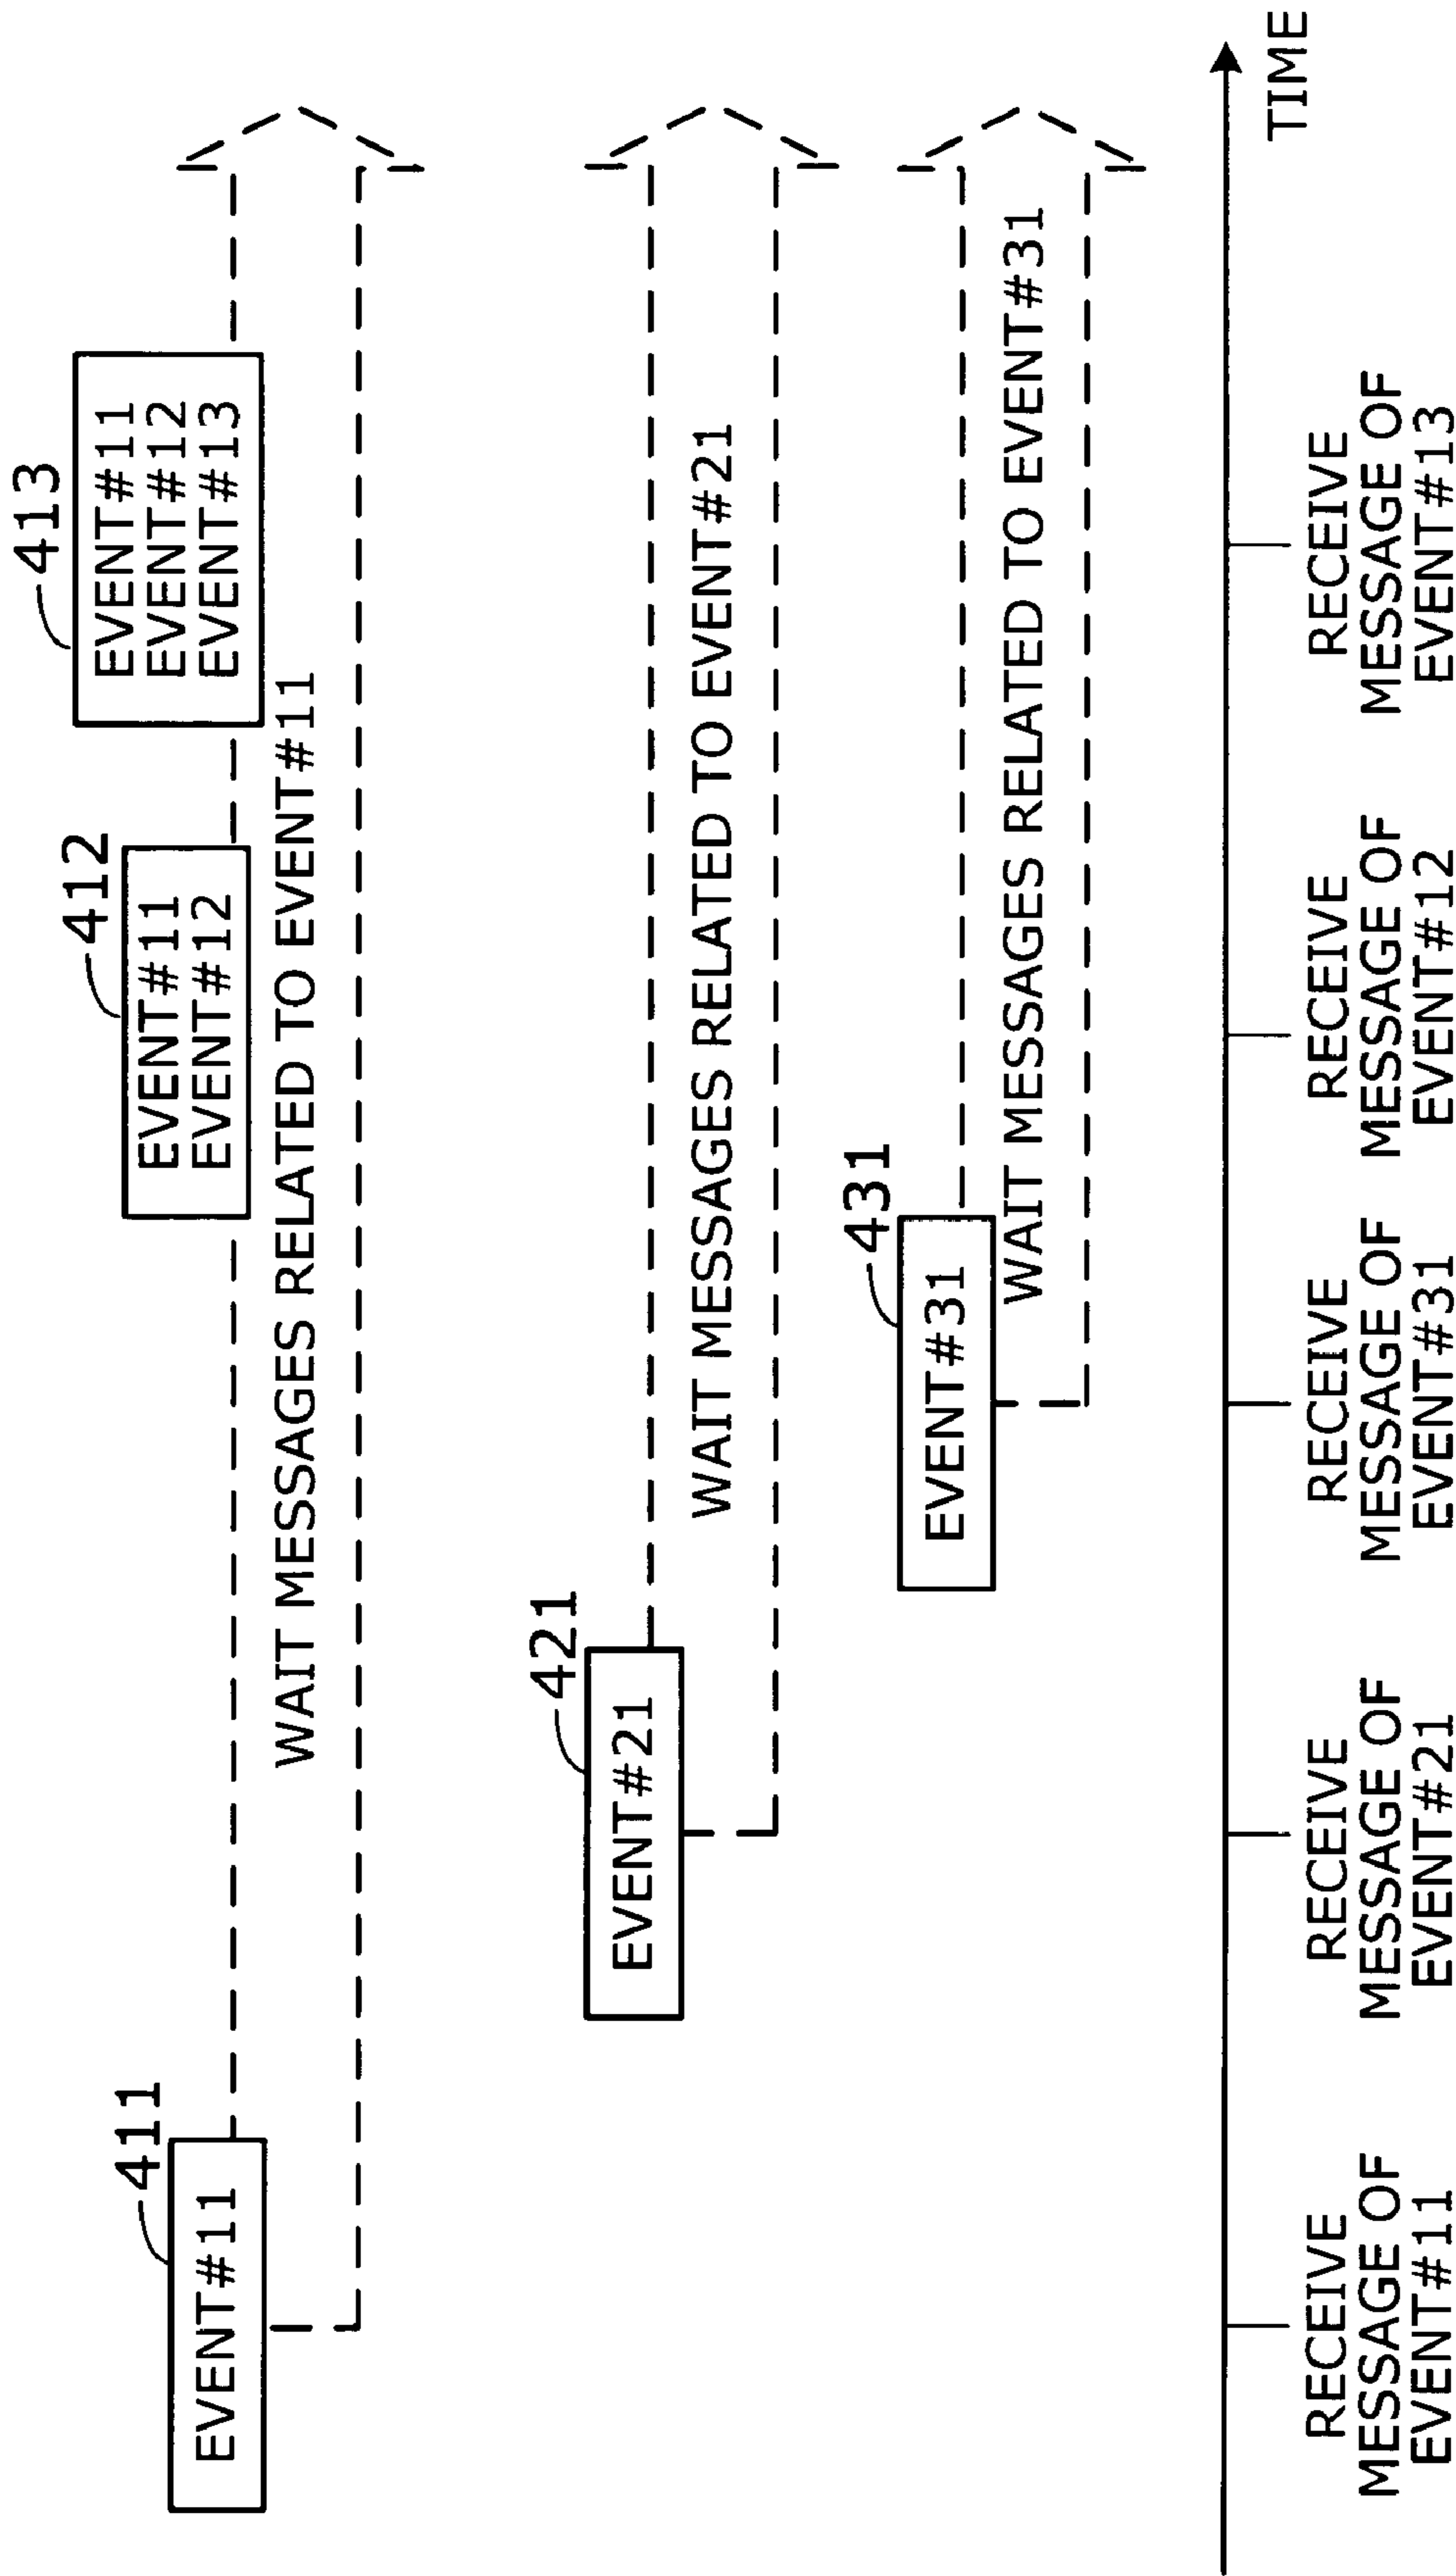 413
EVENT#11
EVENT#12
EVENT#13
412
EVENT#11
EVENT#12
411
EVENT#11
WAIT MESSAGES RELATED TO EVENT#11
421
EVENT#21
WAIT MESSAGES RELATED TO EVENT#21
431
EVENT#31
WAIT MESSAGES RELATED TO EVENT#31
TIME
RECEIVE
MESSAGE OF
EVENT#11
RECEIVE
MESSAGE OF
EVENT#21
RECEIVE
MESSAGE OF
EVENT#31
RECEIVE
MESSAGE OF
EVENT#12
RECEIVE
MESSAGE OF
EVENT#13